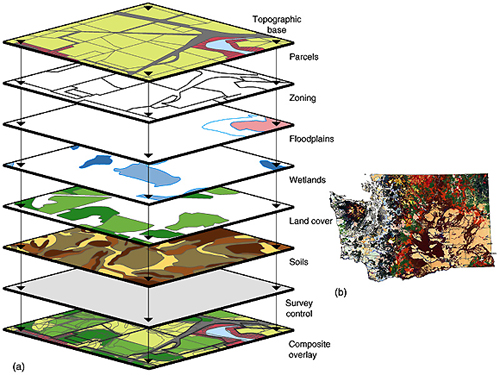 Topographic
base
Parcels
Zoning
Floodplains
Wetlands
Land cover
Soils
Survey
control
Composite
overlay
(a)
(b)